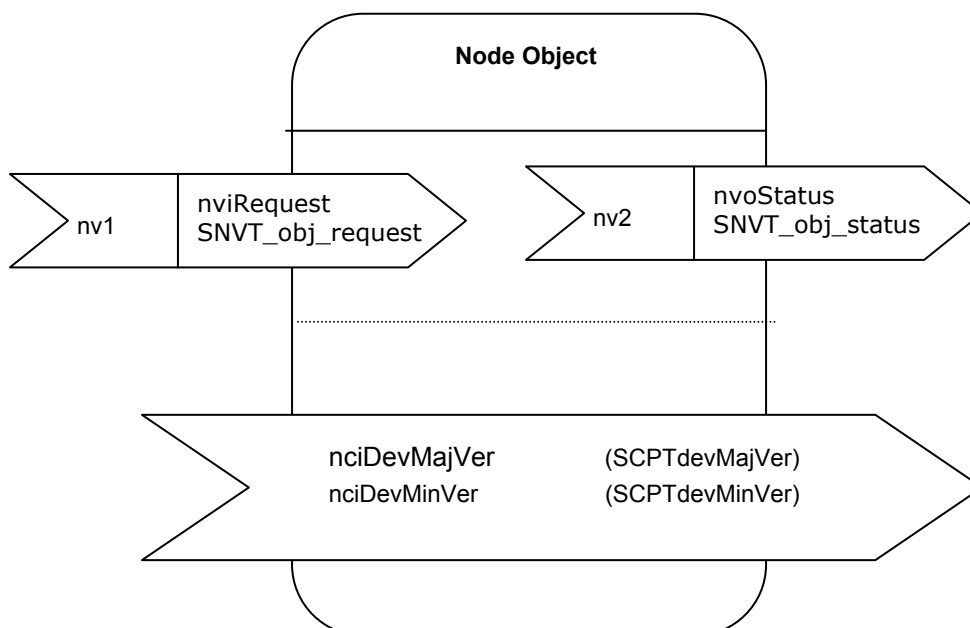 Node Object
nv1
nviRequest
SNVT_obj_request
nv2
nvoStatus
SNVT_obj_status
nciDevMajVer (SCPTdevMajVer)
nciDevMinVer (SCPTdevMinVer)